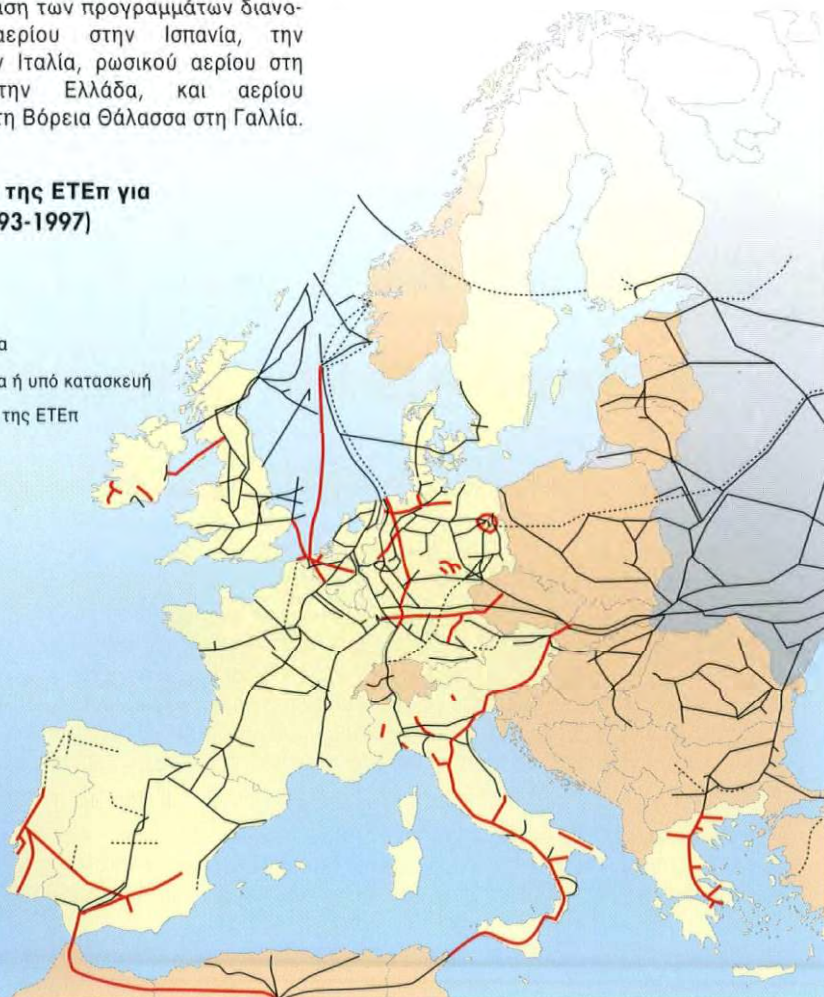 ιση των προγραμμάτων διανο-
αερίου στην Ισπανία, την
ν Ιταλία, ρωσικού αερίου στη
την Ελλάδα, και αερίου
τη Βόρεια Θάλασσα στη Γαλλία.
της ΕΤΕπ για
93-1997)
α
α ή υπό κατασκευή
της ΕΤΕπ